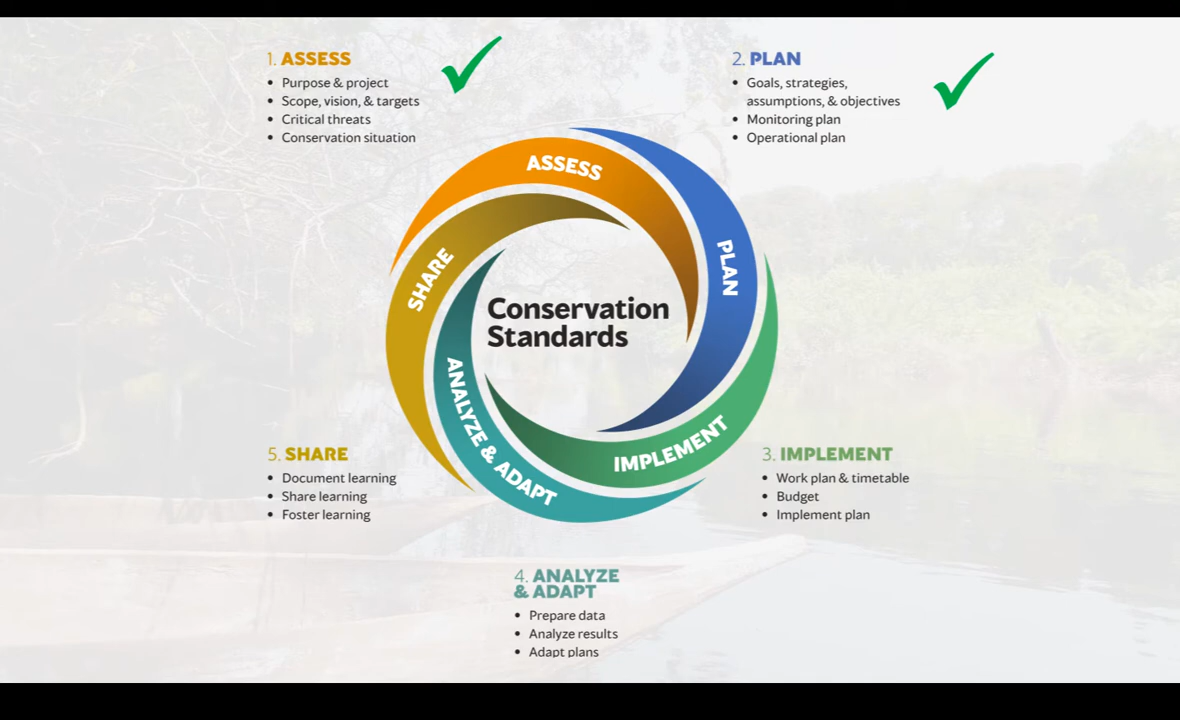 1. ASSESS
• Purpose & project
• Scope, vision, & targets
• Critical threats
• Conservation situation
2. PLAN
• Goals, strategies,
assumptions, & objectives
• Monitoring plan
• Operational plan
ASSESS
PLAN
SHARE
Conservation
Standards
ANALYZE & ADAPT
IMPLEMENT
5. SHARE
• Document learning
• Share learning
• Foster learning
3. IMPLEMENT
• Work plan & timetable
• Budget
• Implement plan
4. ANALYZE
& ADAPT
• Prepare data
• Analyze results
• Adapt plans